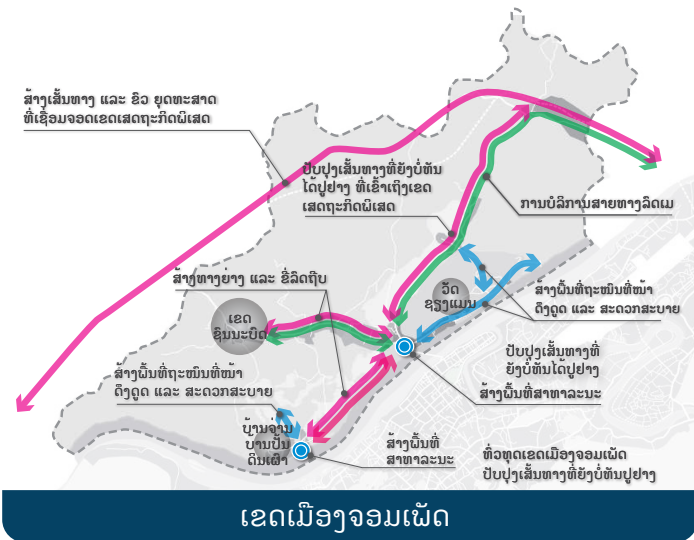 ສ້າງເສັ້ນທາງ ແລະ ຂົວ ຍຸດທະສາດ
ທີ່ເຊື່ອມຈອດເຂດເສດຖະກິດພິເສດ
ປັບປຸງເສັ້ນທາງທີ່ຍັງບໍ່ທັນ
ໄດ້ປູຢາງ ທີ່ເຂົ້າເຖິງເຂດ
ເສດຖະກິດພິເສດ
ການບໍລິການສາຍທາງລົດເມ
ສ້າງທາງຍ່າງ ແລະ ຂີ່ລົດຖີບ
ວັດ
ຊຽງແມນ
ສ້າງພື້ນທີ່ຖະໜົນທີ່ໜ້າ
ດຶງດູດ ແລະ ສະດວກສະບາຍ
ເຂດ
ຊົນນະບົດ
ປັບປຸງເສັ້ນທາງທີ່
ຍັງບໍ່ທັນໄດ້ປູຢາງ
ສ້າງພື້ນທີ່ຖະໜົນທີ່ໜ້າ
ດຶງດູດ ແລະ ສະດວກສະບາຍ
ສ້າງພື້ນທີ່ສາທາລະນະ
ບ້ານຈ່ານ
ບ້ານປັ້ນ
ດິນເຜົາ
ສ້າງພື້ນທີ່
ສາທາລະນະ
ທົ່ວທຸດເຂດເມືອງຈອມເພັດ
ປັບປຸງເສັ້ນທາງທີ່ຍັງບໍ່ທັນປູຢາງ
ເຂດເມືອງຈອມເພັດ